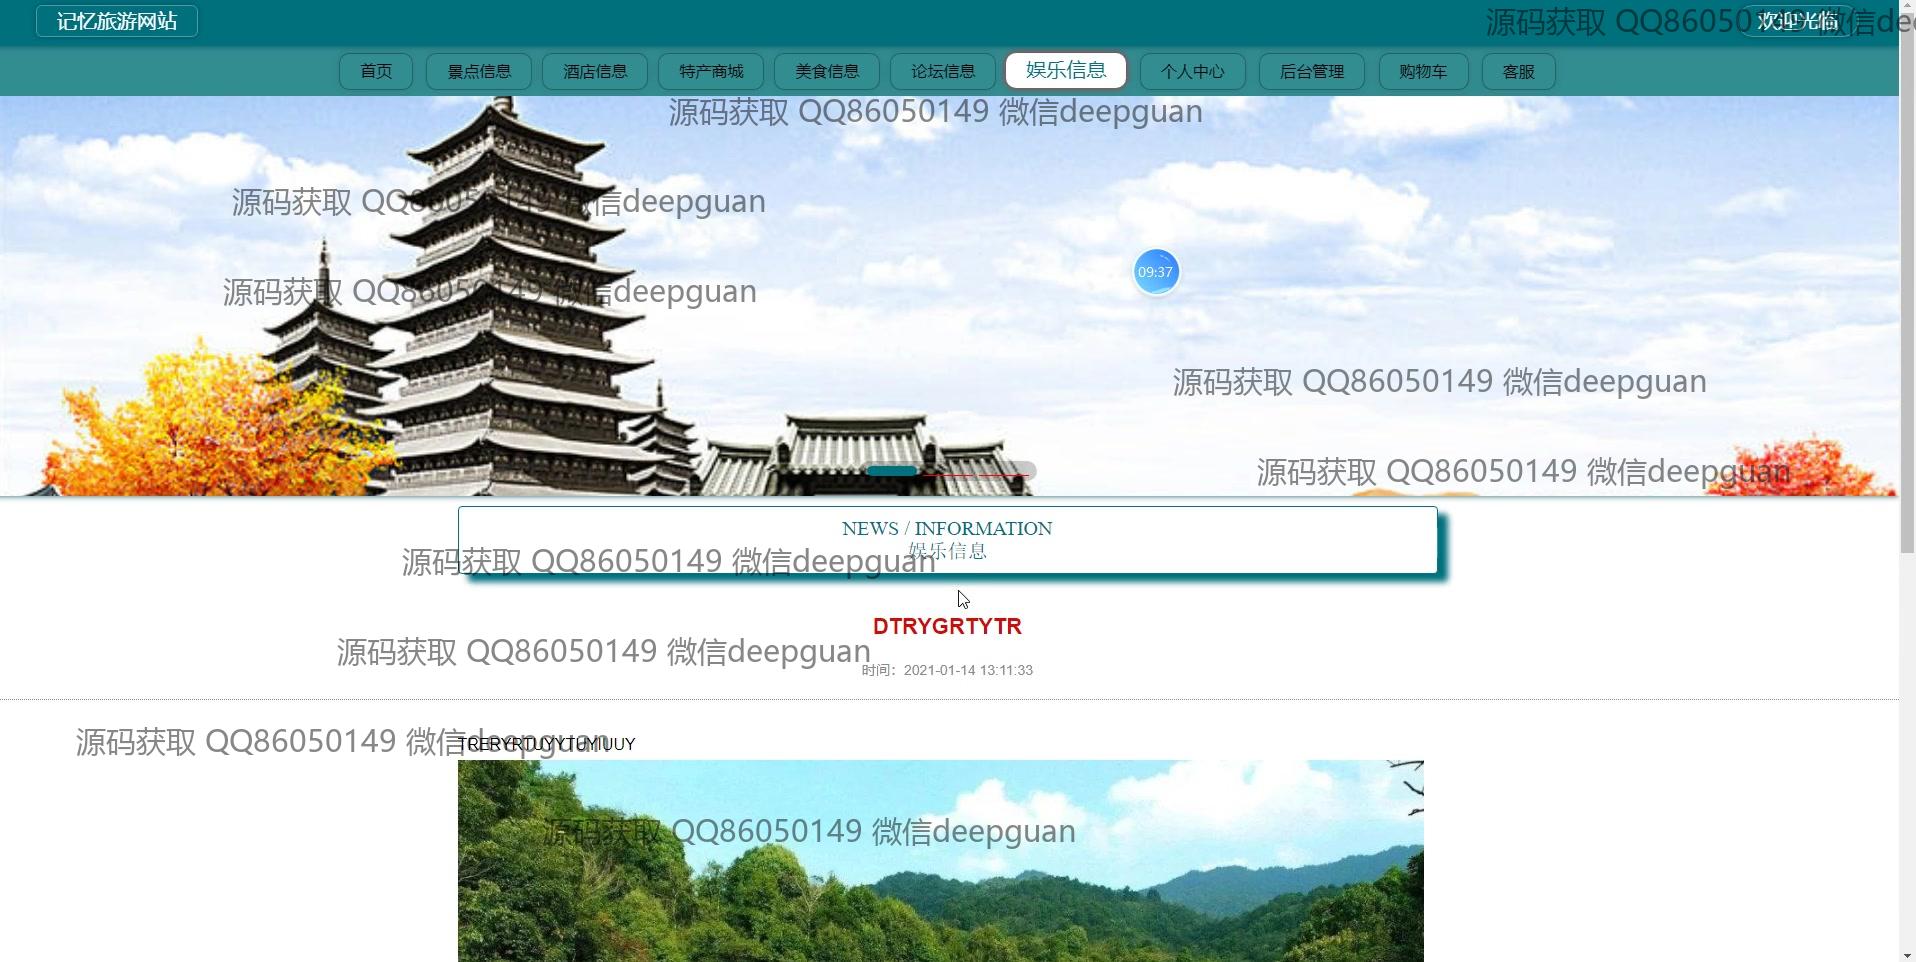 记忆旅游网站
欢迎光临
源码获取 QQ86050149 微信
首页 景点信息 酒店信息 特产商城 美食信息 论坛信息 娱乐信息 个人中心 后台管理 购物车 客服
源码获取 QQ86050149 微信deepguan
源码获取 QQ86050149 微信deepguan
09:37
源码获取 QQ86050149 微信deepguan
源码获取 QQ86050149 微信deepguan
源码获取 QQ86050149 微信deepguan
NEWS / INFORMATION
娱乐信息
源码获取 QQ86050149 微信deepguan
DTRYGRTYTR
源码获取 QQ86050149 微信deepguan
时间：2021-01-14 13:11:33
源码获取 QQ86050149 微信deepguan
TRERYRTUYYTUYIUUY
源码获取 QQ86050149 微信deepguan